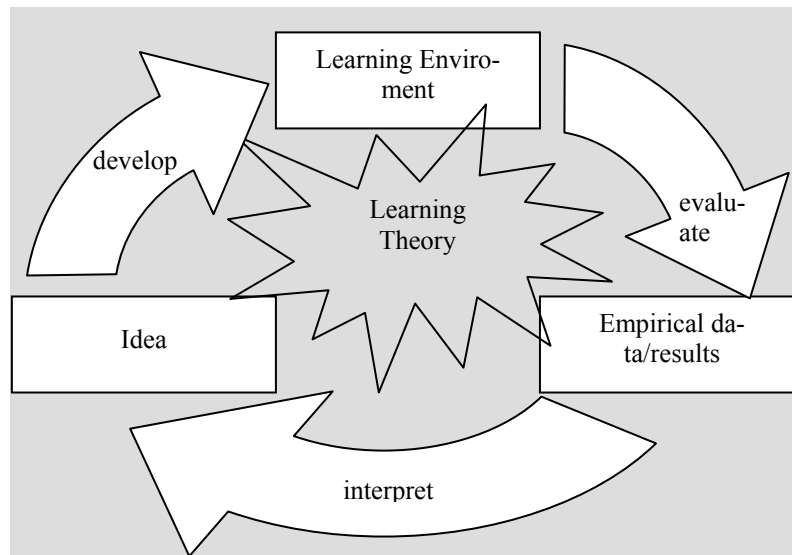 Learning Enviro-
ment
develop
Learning
Theory
evalu-
ate
Idea
Empirical da-
ta/results
interpret